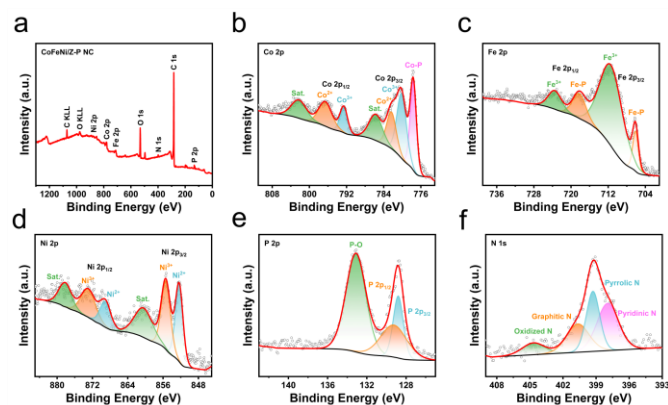 a
CoFeNi/Z-P NC
C 1s
C KLL
O KLL
Ni 2p
Co 2p
Fe 2p
O 1s
N 1s
P 2p
Intensity (a.u.)
1200 1000 800 600 400 200 0
Binding Energy (eV)
b
Co 2p
Co-P
Co 2p3/2
Co 2p1/2
Sat.
Co2+
Co3+
Sat.
Co2+
Co3+
Intensity (a.u.)
808 800 792 784 776
Binding Energy (eV)
c
Fe 2p
Fe3+
Fe 2p1/2
Fe 2p3/2
Fe3+
Fe-P
Fe-P
Intensity (a.u.)
736 728 720 712 704
Binding Energy (eV)
d
Ni 2p
Ni 2p3/2
Ni 2p1/2
Sat.
Sat.
Intensity (a.u.)
880 872 864 856 848
Binding Energy (eV)
e
P 2p
P-O
P 2p1/2
P 2p3/2
Intensity (a.u.)
140 136 132 128
Binding Energy (eV)
f
N 1s
Pyrrolic N
Graphitic N
Pyridinic N
Oxidized N
Intensity (a.u.)
408 405 402 399 396 393
Binding Energy (eV)